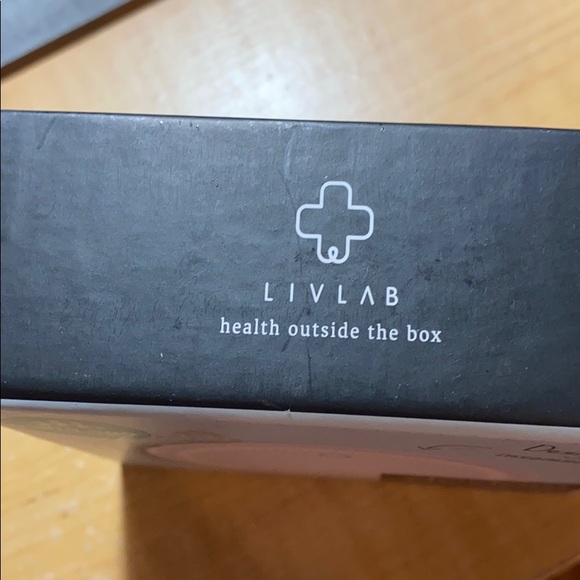 LIVLAB
health outside the box